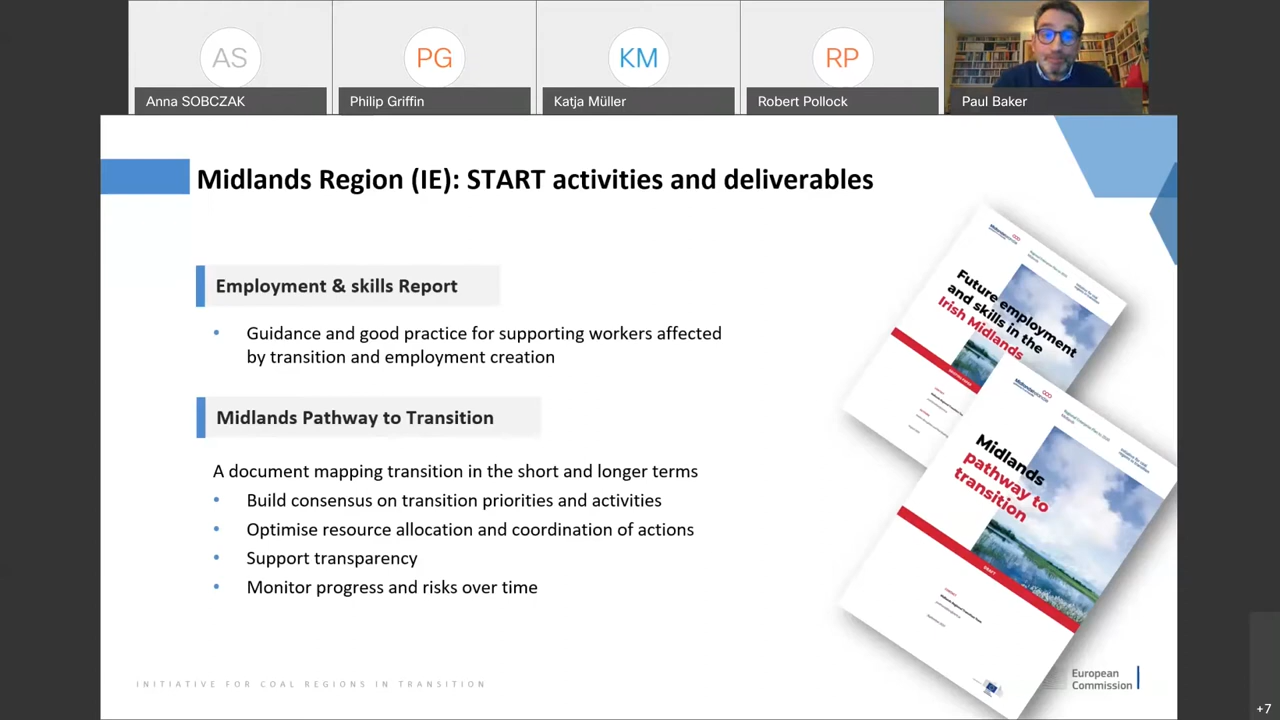 AS
PG
KM
RP
Anna SOBCZAK
Philip Griffin
Katja Müller
Robert Pollock
Paul Baker
Midlands Region (IE): START activities and deliverables
Employment & skills Report
• Guidance and good practice for supporting workers affected
by transition and employment creation
Midlands Pathway to Transition
A document mapping transition in the short and longer terms
• Build consensus on transition priorities and activities
• Optimise resource allocation and coordination of actions
• Support transparency
• Monitor progress and risks over time
Future employment
and skills in the
Irish Midlands
Midlands
pathway to
transition
DRAFT
INITIATIVE FOR COAL REGIONS IN TRANSITION
European
Commission
+7